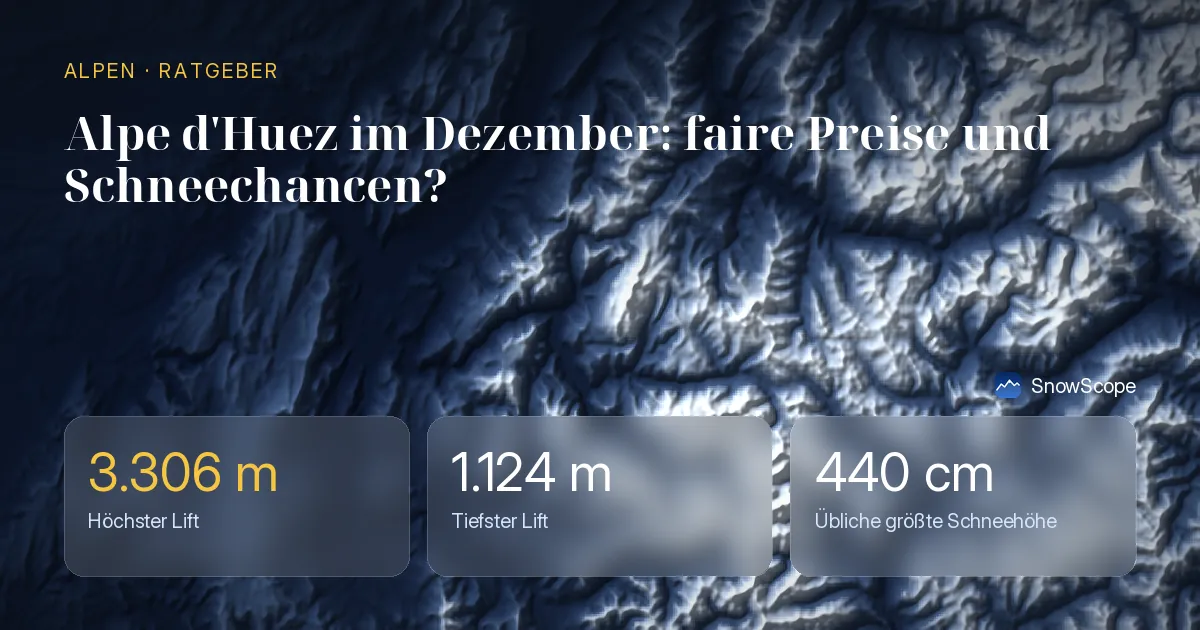 ALPEN · RATGEBER
Alpe d'Huez im Dezember: faire Preise und
Schneechancen?
SnowScope
3.306 m
Höchster Lift
1.124 m
Tiefster Lift
440 cm
Übliche größte Schneehöhe